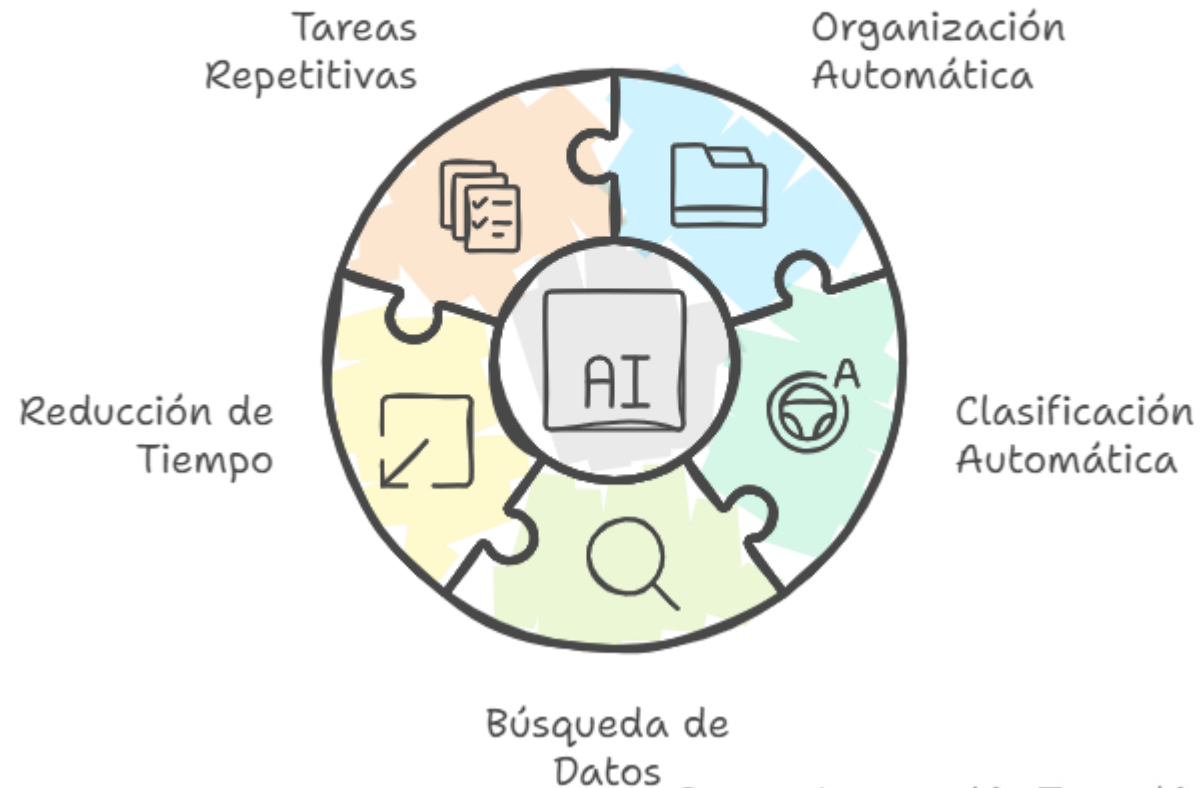 Tareas
Repetitivas
Organización
Automática
AI
A
Reducción de
Tiempo
Clasificación
Automática
Búsqueda de
Datos